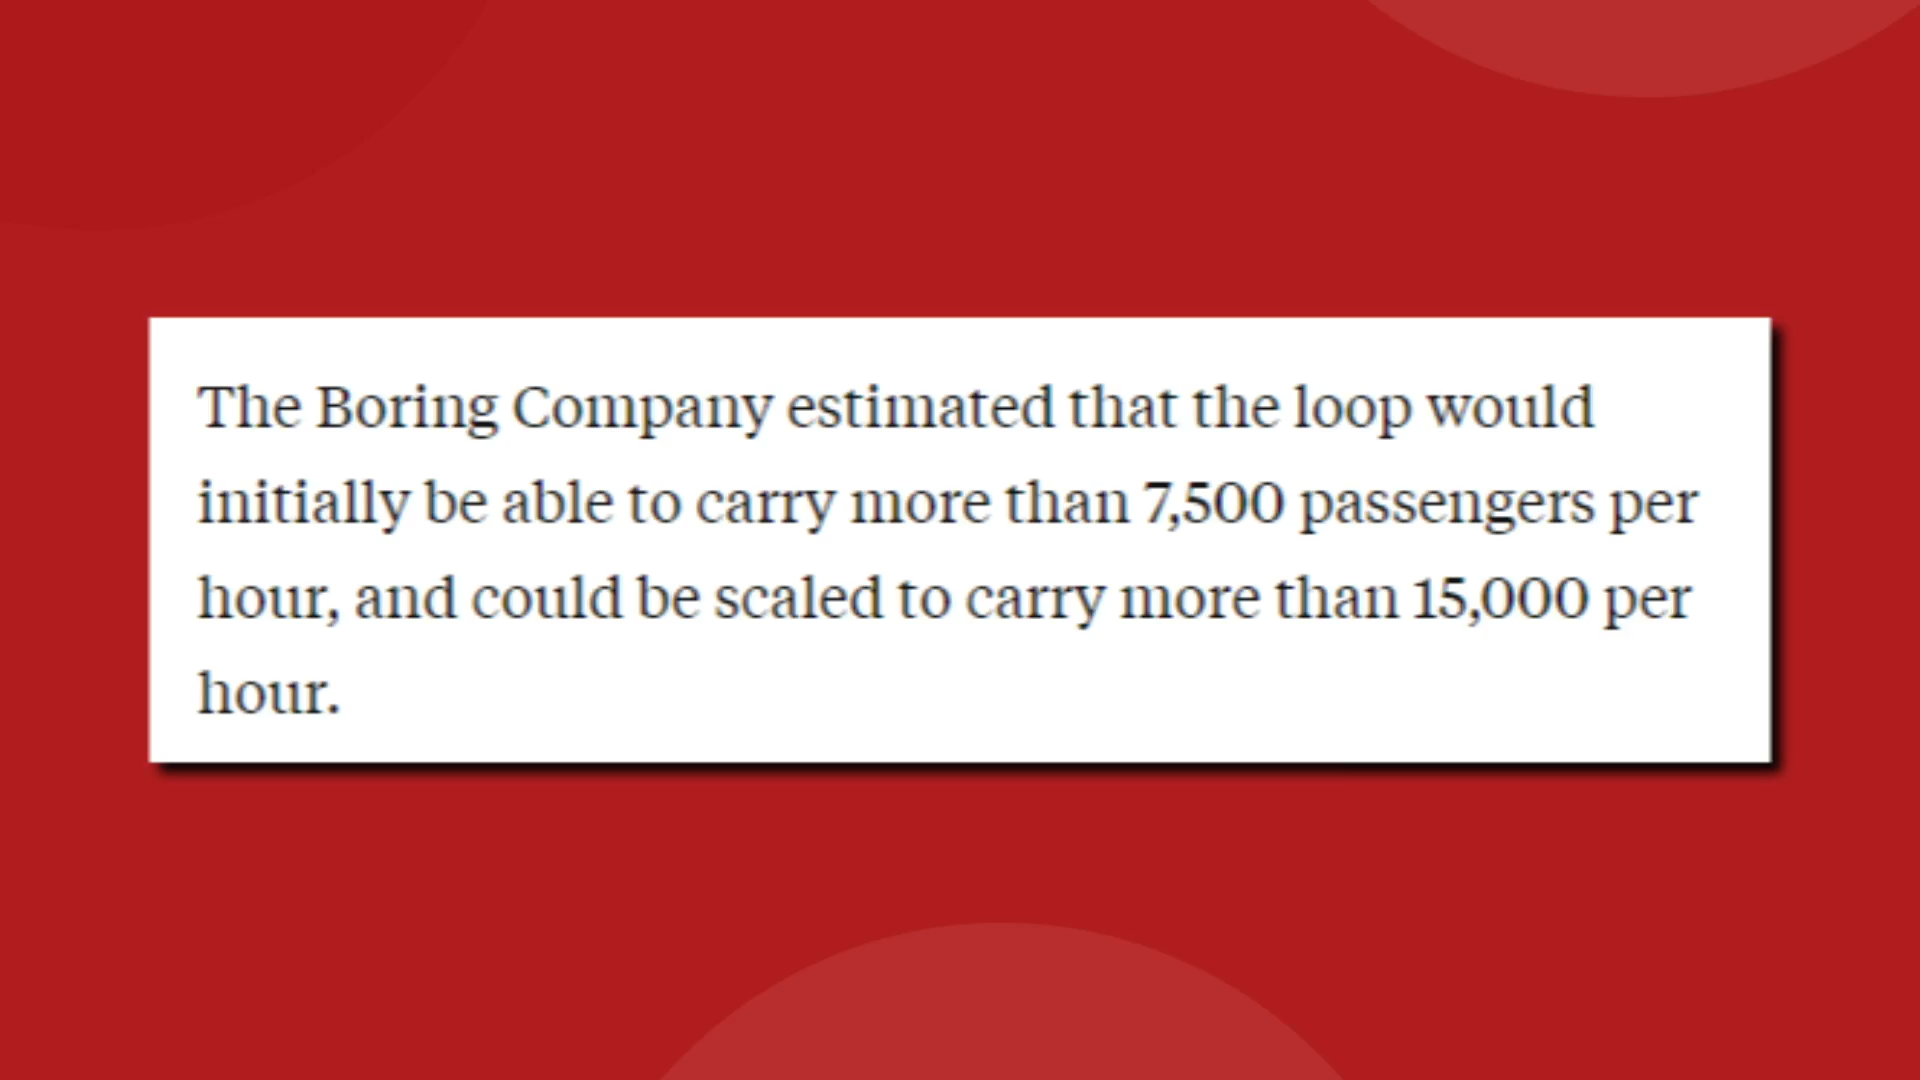 The Boring Company estimated that the loop would
initially be able to carry more than 7,500 passengers per
hour, and could be scaled to carry more than 15,000 per
hour.